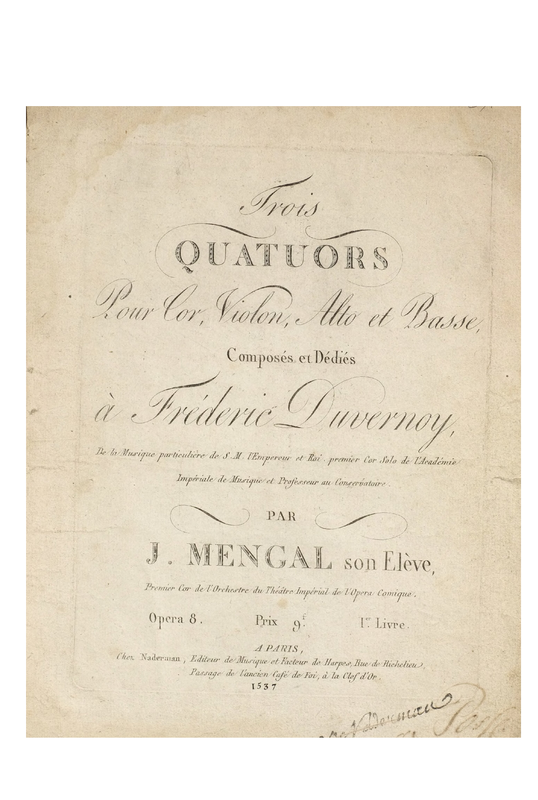 Trois
QUATUORS
Pour Cor, Violon, Alto et Basse,
Composés et Dédiés
à Fréderic Duvernoy,
De la Musique particulière de S. M. l'Empereur et Roi premier Cor Solo de l'Académie
Impériale de Musique et Professeur au Conservatoire.
PAR
J. MENGAL son Elève,
Premier Cor de l'Orchestre du Théâtre Impérial de l'Opera Comique.
Opera 8. Prix 9.f 1er Livre.
A PARIS,
Chez Naderman, Editeur de Musique et Facteur de Harpes, Rue de Richelieu,
Passage de l'ancien Café de Foi, à la Clef d'Or.
1537
Naderman